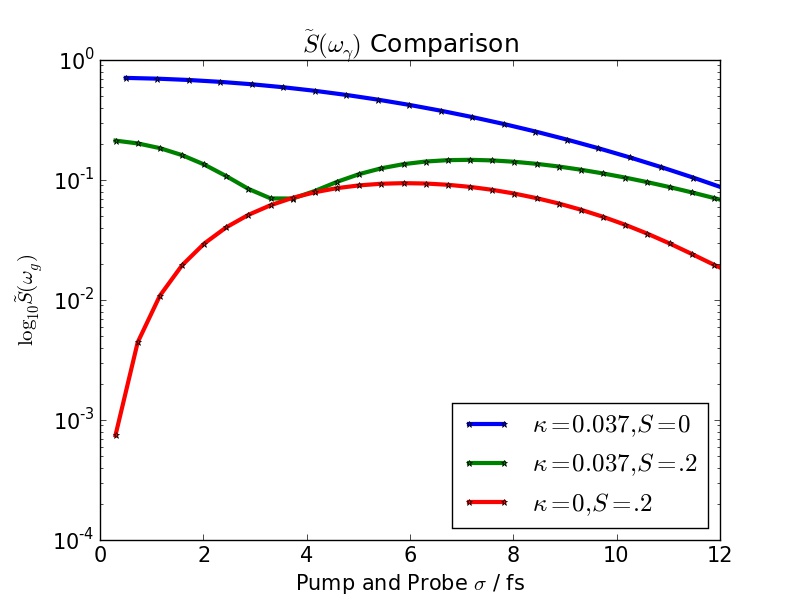 S̃(ω_γ) Comparison
10^0
10^-1
10^-2
10^-3
10^-4
log_10 S̃(ω_g)
κ=0.037,S=0
κ=0.037,S=.2
κ=0,S=.2
0 2 4 6 8 10 12
Pump and Probe σ / fs